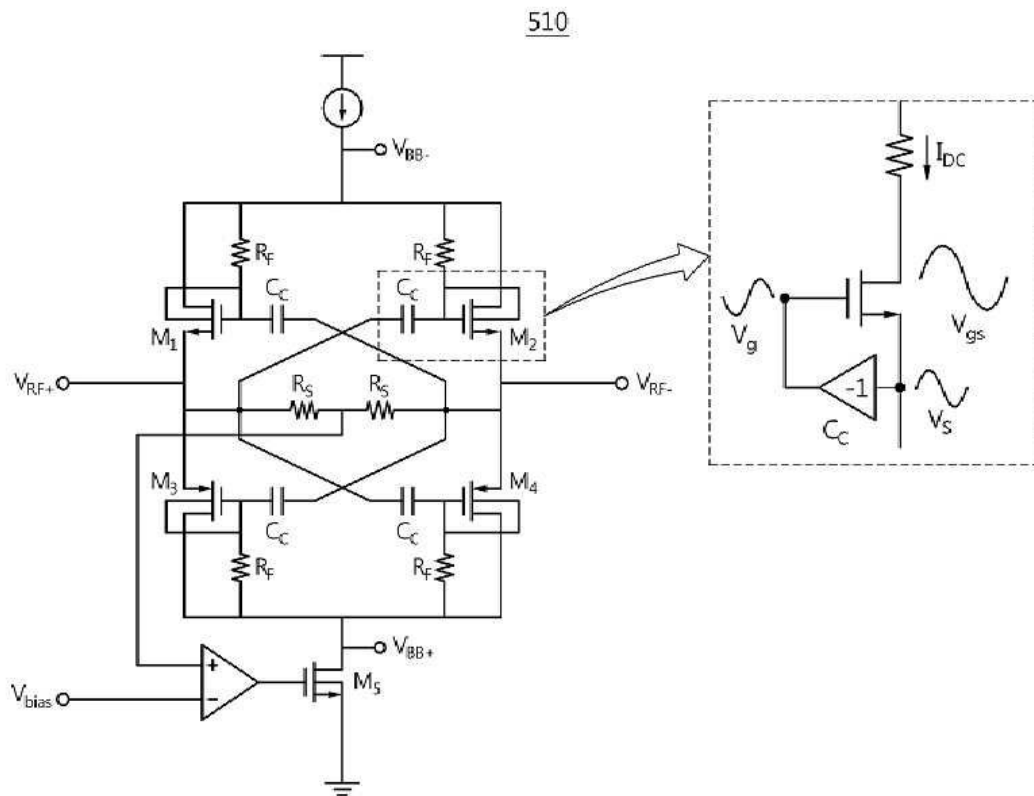 510
V_BB-
I_DC
R_F R_F
C_C C_C
M_1 M_2
V_g V_gs
-1
C_C V_S
V_RF+ R_S R_S V_RF-
M_3 M_4
C_C C_C
R_F R_F
V_BB+
+
-
M_5
V_bias